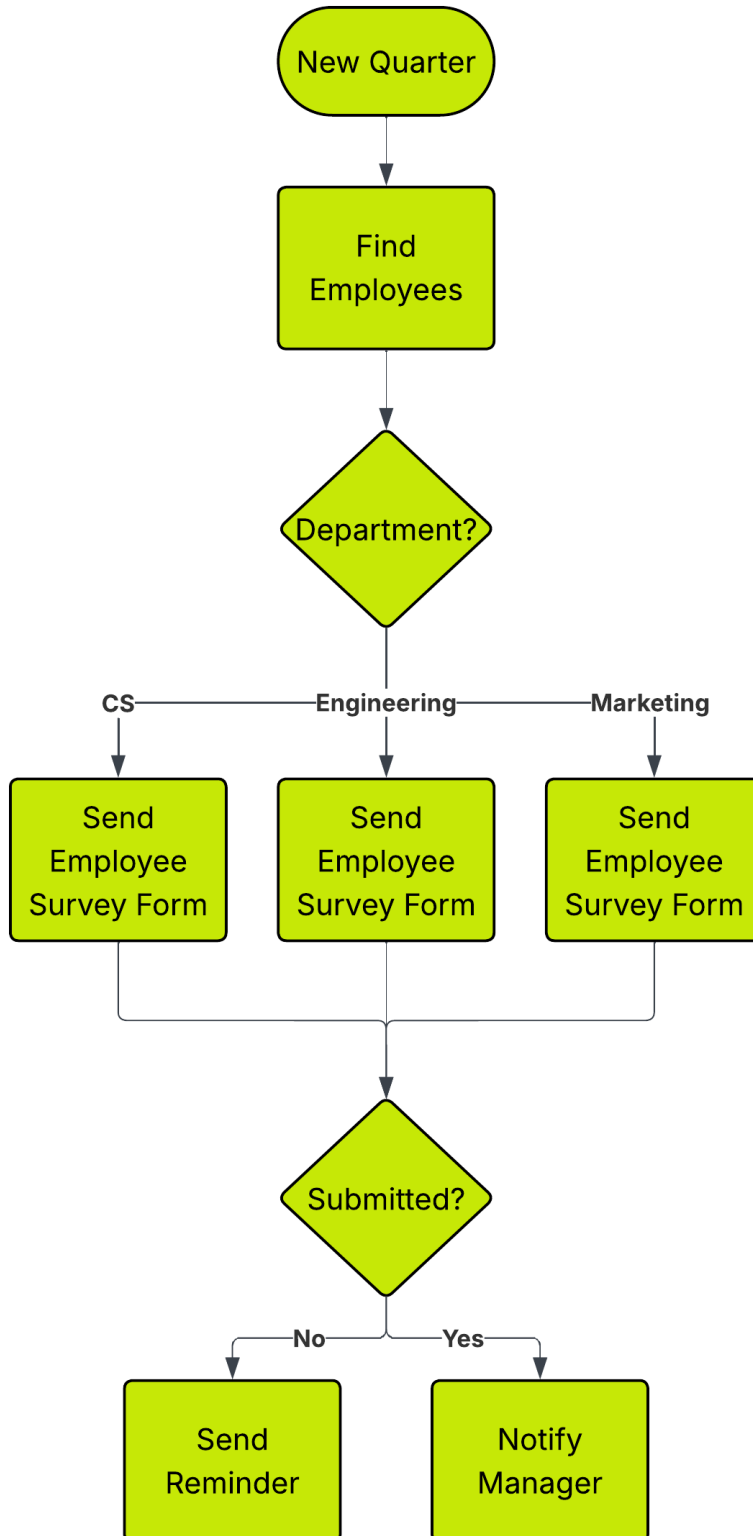 New Quarter
Find
Employees
Department?
CS
Engineering
Marketing
Send
Employee
Survey Form
Send
Employee
Survey Form
Send
Employee
Survey Form
Submitted?
No
Yes
Send
Reminder
Notify
Manager